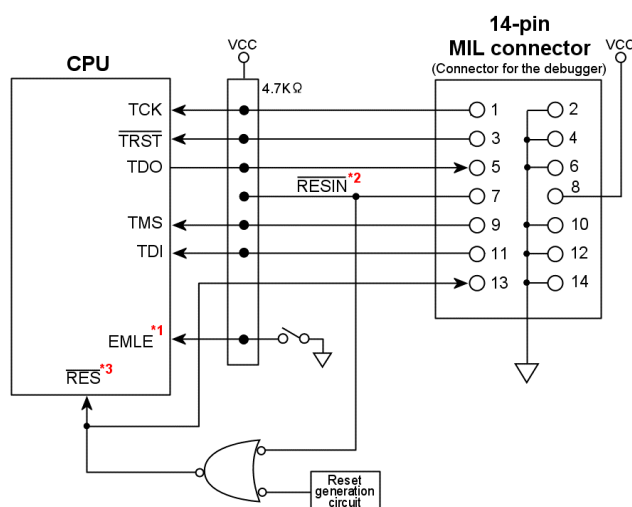 14-pin
MIL connector
(Connector for the debugger)
VCC
VCC
CPU
4.7KΩ
TCK
1
2
TRST
3
4
TDO
5
6
RESIN*2
7
8
TMS
9
10
TDI
11
12
13
14
EMLE*1
RES*3
Reset
generation
circuit